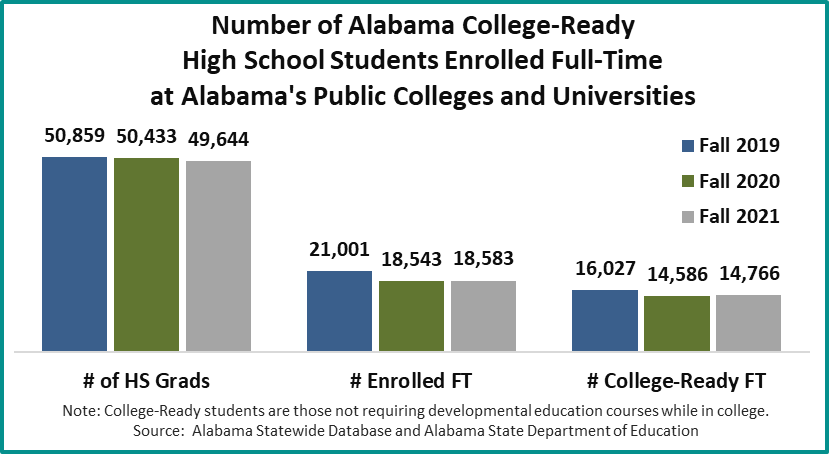 Number of Alabama College-Ready
High School Students Enrolled Full-Time
at Alabama's Public Colleges and Universities
50,859 50,433 49,644
Fall 2019
Fall 2020
Fall 2021
21,001 18,543 18,583
16,027 14,586 14,766
# of HS Grads # Enrolled FT # College-Ready FT
Note: College-Ready students are those not requiring developmental education courses while in college.
Source: Alabama Statewide Database and Alabama State Department of Education